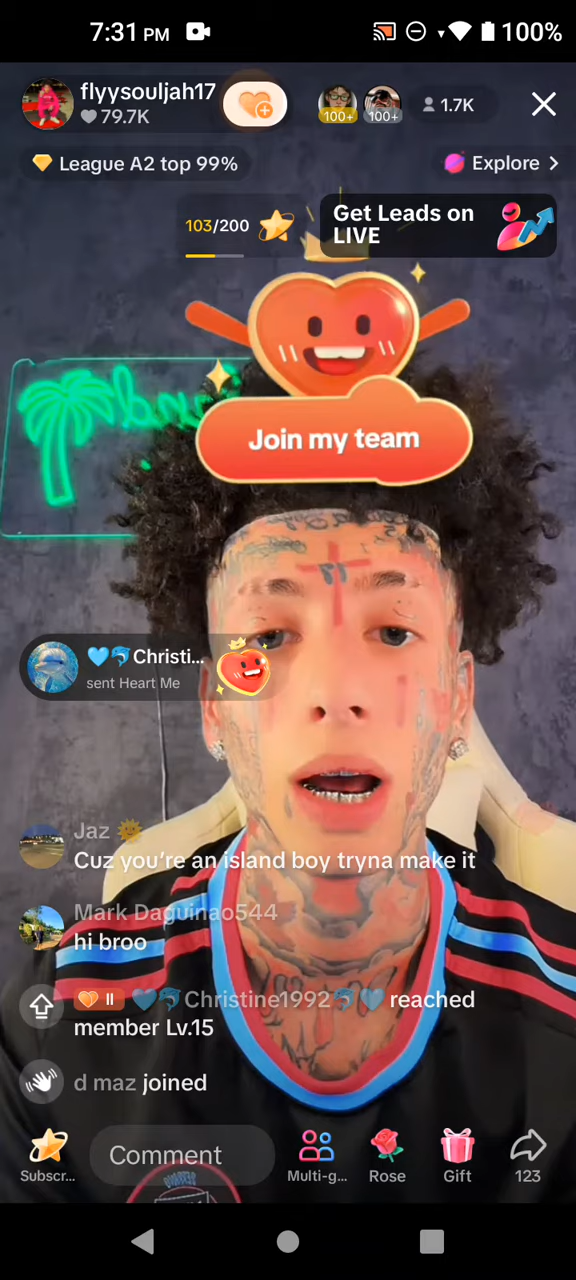 7:31 PM
100%
flyysouljah17
79.7K
100+
100+
1.7K
League A2 top 99%
Explore
103/200
Get Leads on
LIVE
Join my team
💙🐬Christi...
sent Heart Me
Jaz 🌞
Cuz you're an island boy tryna make it
Mark Daguinao544
hi broo
II 💙🐬Christine1992🐬💙 reached
member Lv.15
d maz joined
Subscr...
Comment
Multi-g...
Rose
Gift
123